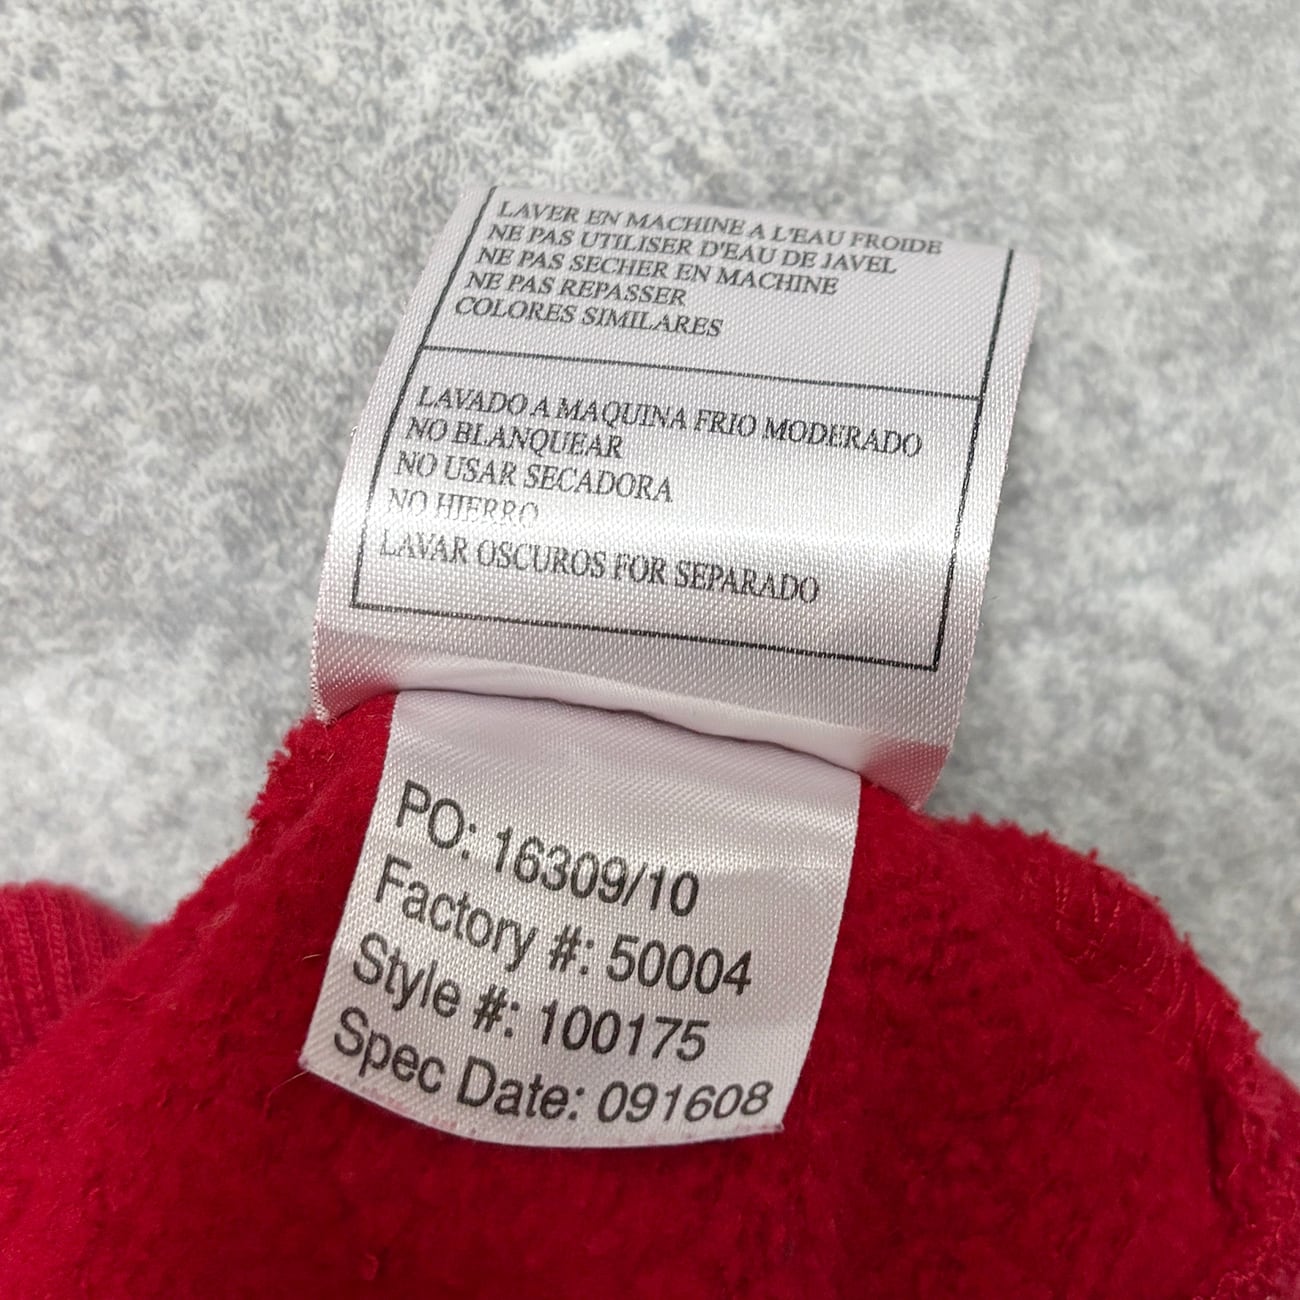 LAVER EN MACHINE A L'EAU FROIDE
NE PAS UTILISER D'EAU DE JAVEL
NE PAS SECHER EN MACHINE
NE PAS REPASSER
COLORES SIMILARES
LAVADO A MAQUINA FRIO MODERADO
NO BLANQUEAR
NO USAR SECADORA
NO HIERRO
LAVAR OSCUROS FOR SEPARADO
PO: 16309/10
Factory #: 50004
Style #: 100175
Spec Date: 091608